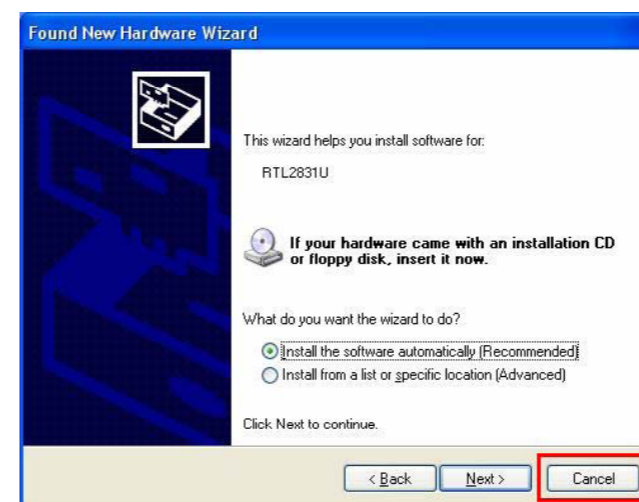 Found New Hardware Wizard
This wizard helps you install software for:
RTL2831U
If your hardware came with an installation CD
or floppy disk, insert it now.
What do you want the wizard to do?
Install the software automatically (Recommended)
Install from a list or specific location (Advanced)
Click Next to continue.
< Back Next > Cancel